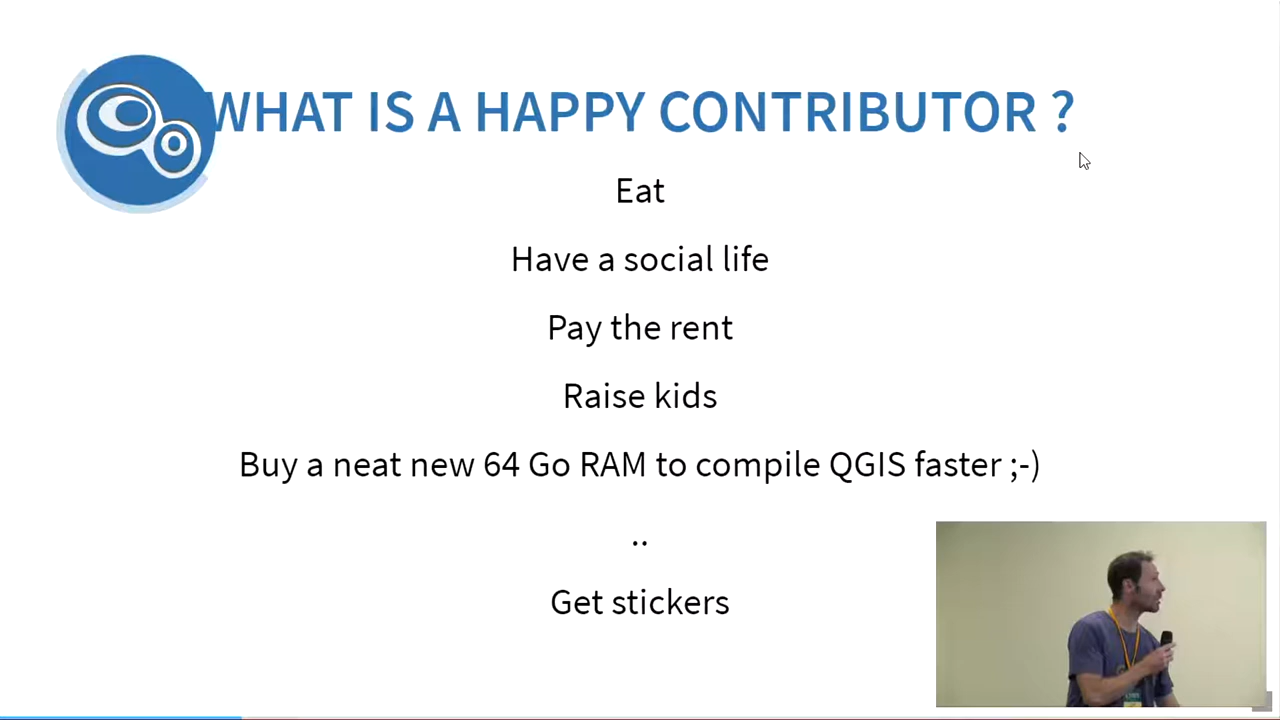 WHAT IS A HAPPY CONTRIBUTOR ?
Eat
Have a social life
Pay the rent
Raise kids
Buy a neat new 64 Go RAM to compile QGIS faster ;-)
..
Get stickers